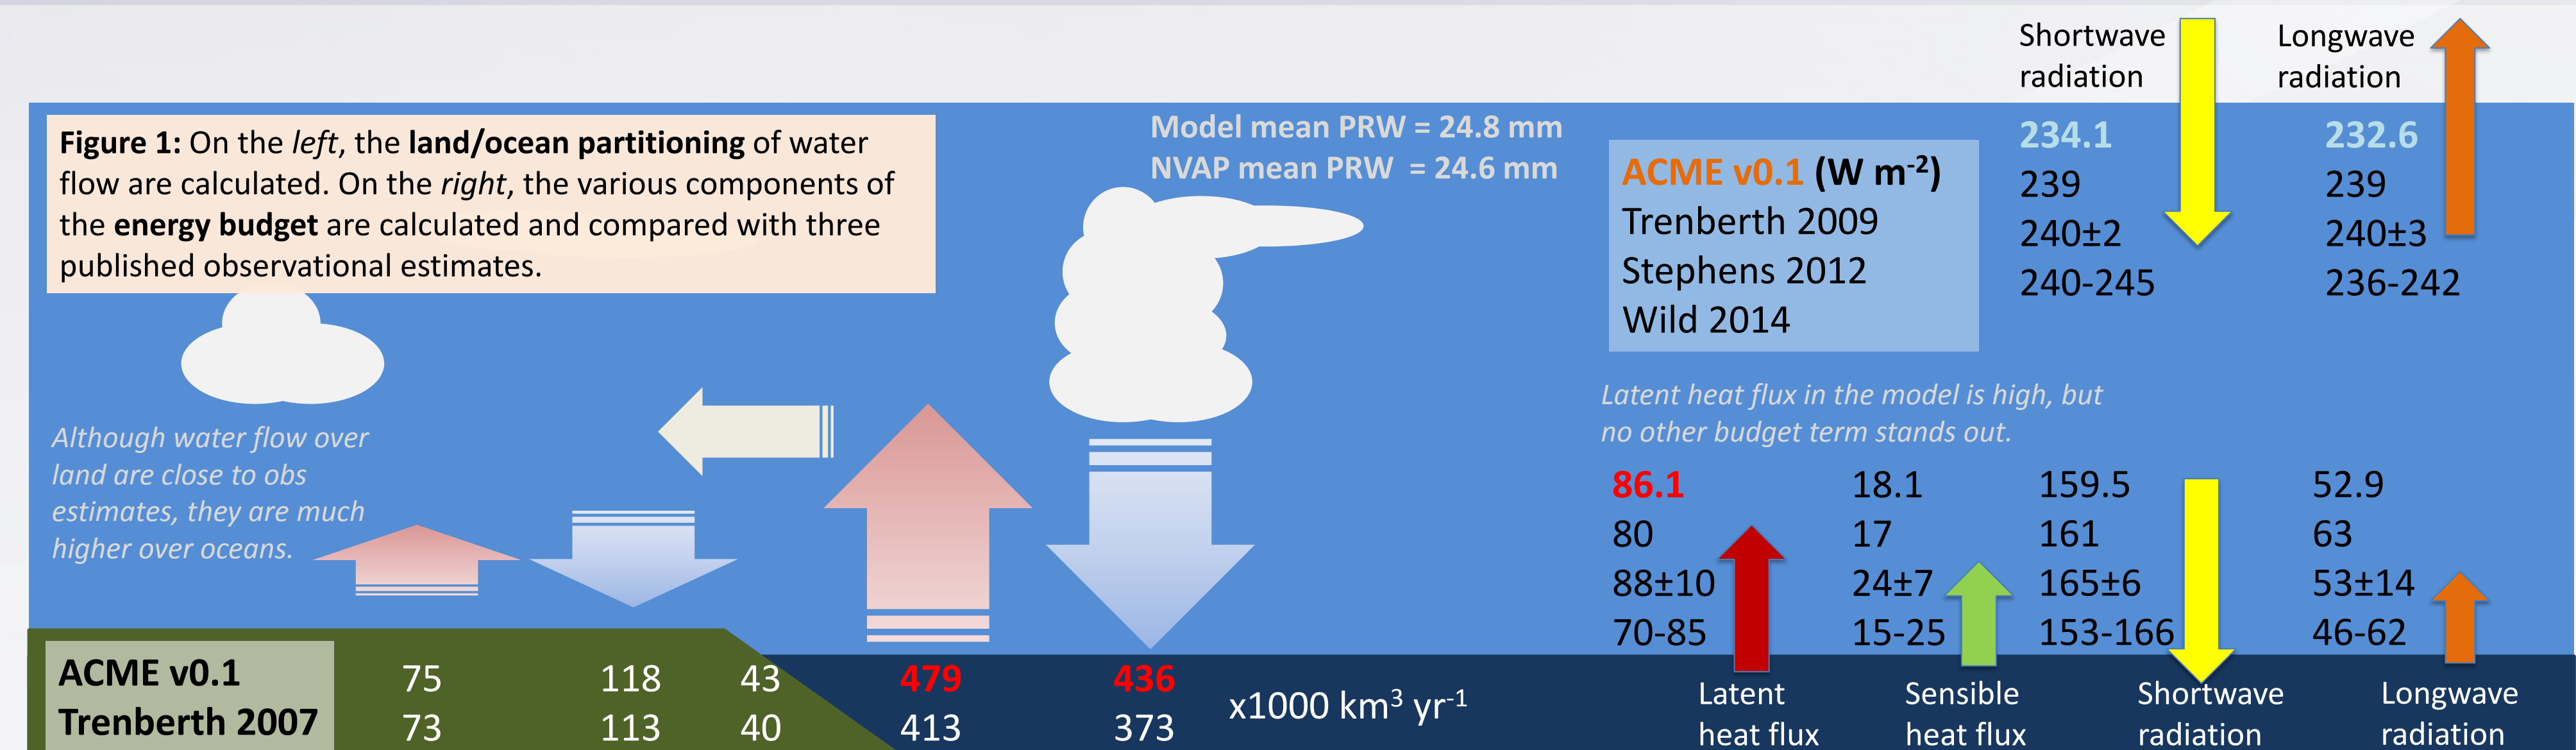 Shortwave
radiation
Longwave
radiation
Figure 1: On the left, the land/ocean partitioning of water
flow are calculated. On the right, the various components of
the energy budget are calculated and compared with three
published observational estimates.
Model mean PRW = 24.8 mm
NVAP mean PRW = 24.6 mm
ACME v0.1 (W m-2)
Trenberth 2009
Stephens 2012
Wild 2014
234.1
239
240±2
240-245
232.6
239
240±3
236-242
Although water flow over
land are close to obs
estimates, they are much
higher over oceans.
Latent heat flux in the model is high, but
no other budget term stands out.
86.1 18.1 159.5 52.9
80 17 161 63
88±10 24±7 165±6 53±14
70-85 15-25 153-166 46-62
ACME v0.1 75 118 43 479 436
Trenberth 2007 73 113 40 413 373
x1000 km3 yr-1
Latent
heat flux
Sensible
heat flux
Shortwave
radiation
Longwave
radiation